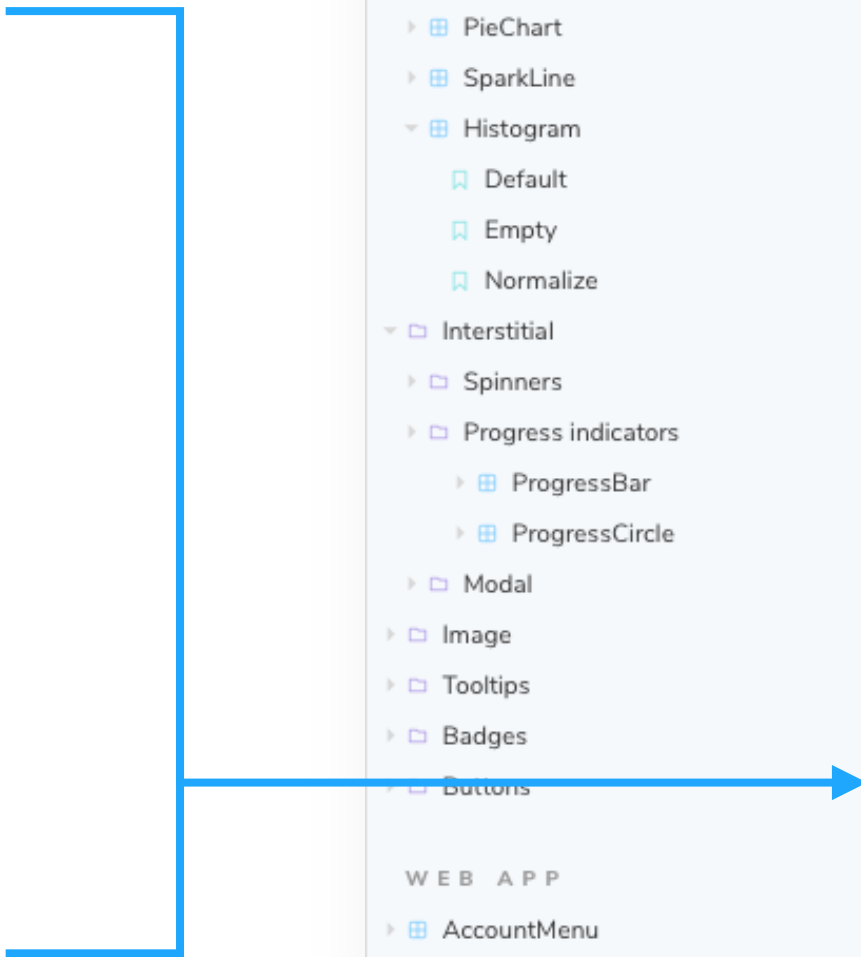 PieChart
SparkLine
Histogram
Default
Empty
Normalize
Interstitial
Spinners
Progress indicators
ProgressBar
ProgressCircle
Modal
Image
Tooltips
Badges
Buttons
WEB APP
AccountMenu